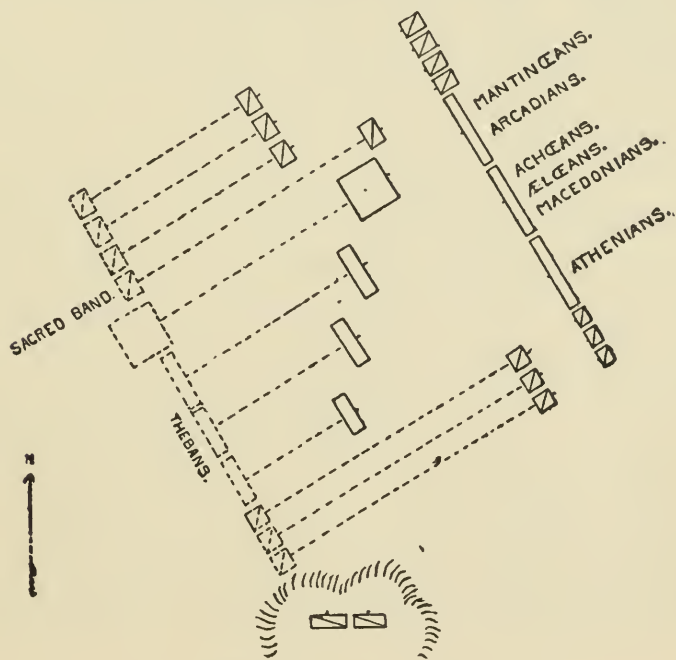 MANTINŒANS.
ARCADIANS.
ACHŒANS.
ÆLŒANS.
MACEDONIANS.
ATHENIANS.
SACRED BAND.
THEBANS.
N